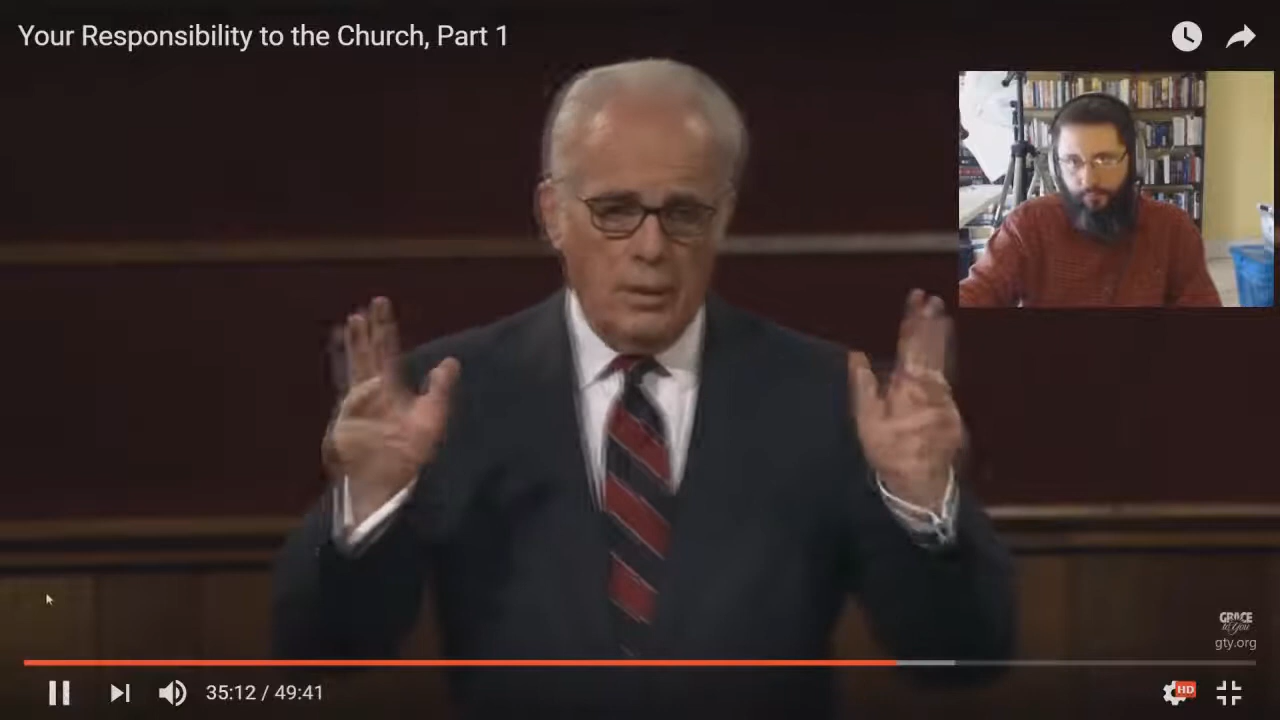 Your Responsibility to the Church, Part 1
GRACE
to You
gty.org
35:12 / 49:41
HD